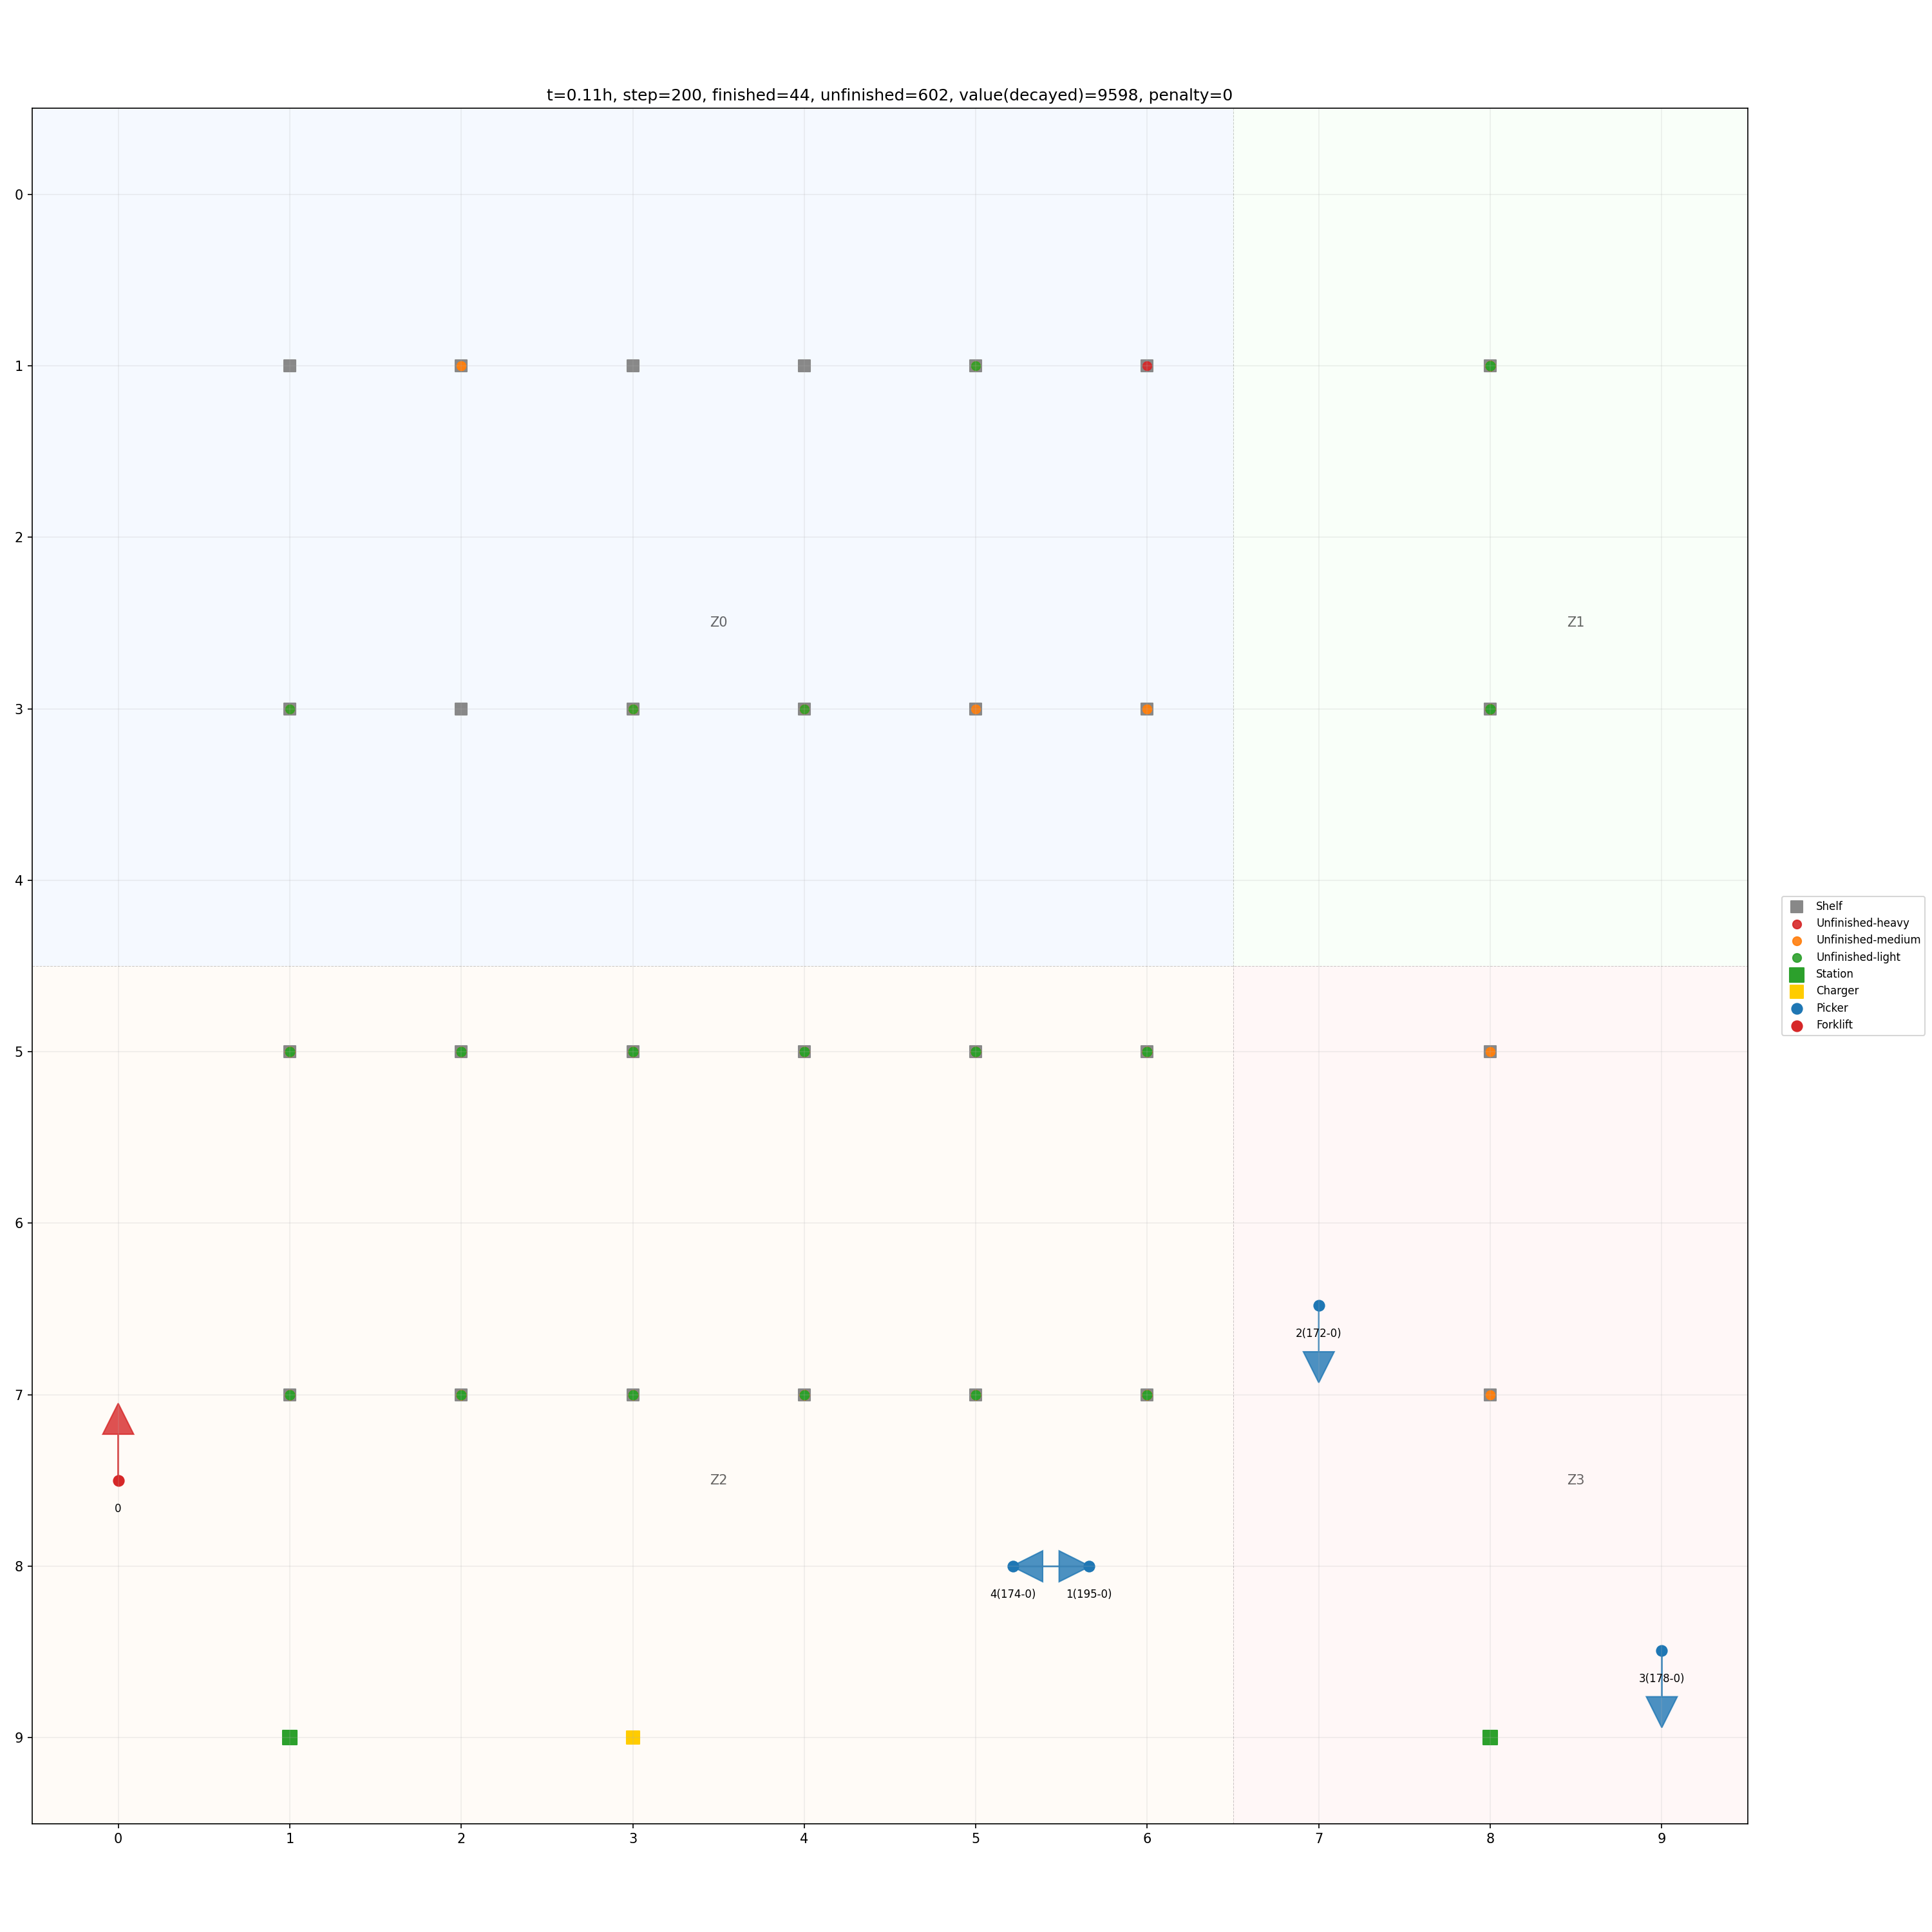 t=0.11h, step=200, finished=44, unfinished=602, value(decayed)=9598, penalty=0
0
1
2
Z0
Z1
3
4
Shelf
Unfinished-heavy
Unfinished-medium
Unfinished-light
Station
Charger
Picker
Forklift
5
6
2(172-0)
7
Z2
Z3
0
8
4(174-0)
1(195-0)
3(178-0)
9
0 1 2 3 4 5 6 7 8 9